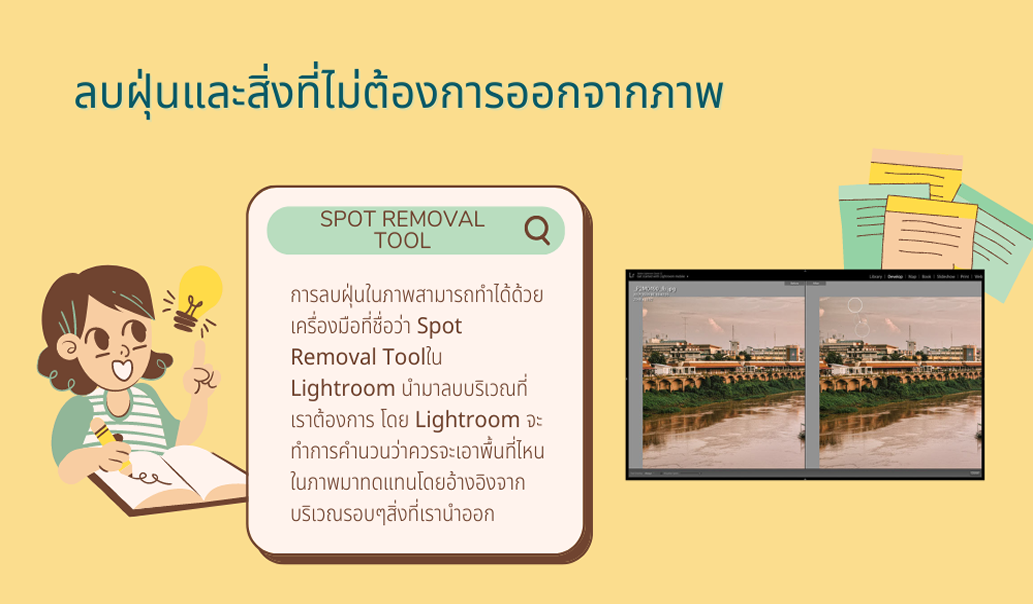 ลบฝุ่นและสิ่งที่ไม่ต้องการออกจากภาพ
SPOT REMOVAL
TOOL
การลบฝุ่นในภาพสามารถทำได้ด้วย
เครื่องมือที่ชื่อว่า Spot
Removal Toolใน
Lightroom นำมาลบบริเวณที่
เราต้องการ โดย Lightroom จะ
ทำการคำนวนว่าควรจะเอาพื้นที่ไหน
ในภาพมาทดแทนโดยอ้างอิงจาก
บริเวณรอบๆสิ่งที่เรานำออก
Library | Develop | Map | Book | Slideshow | Print | Web